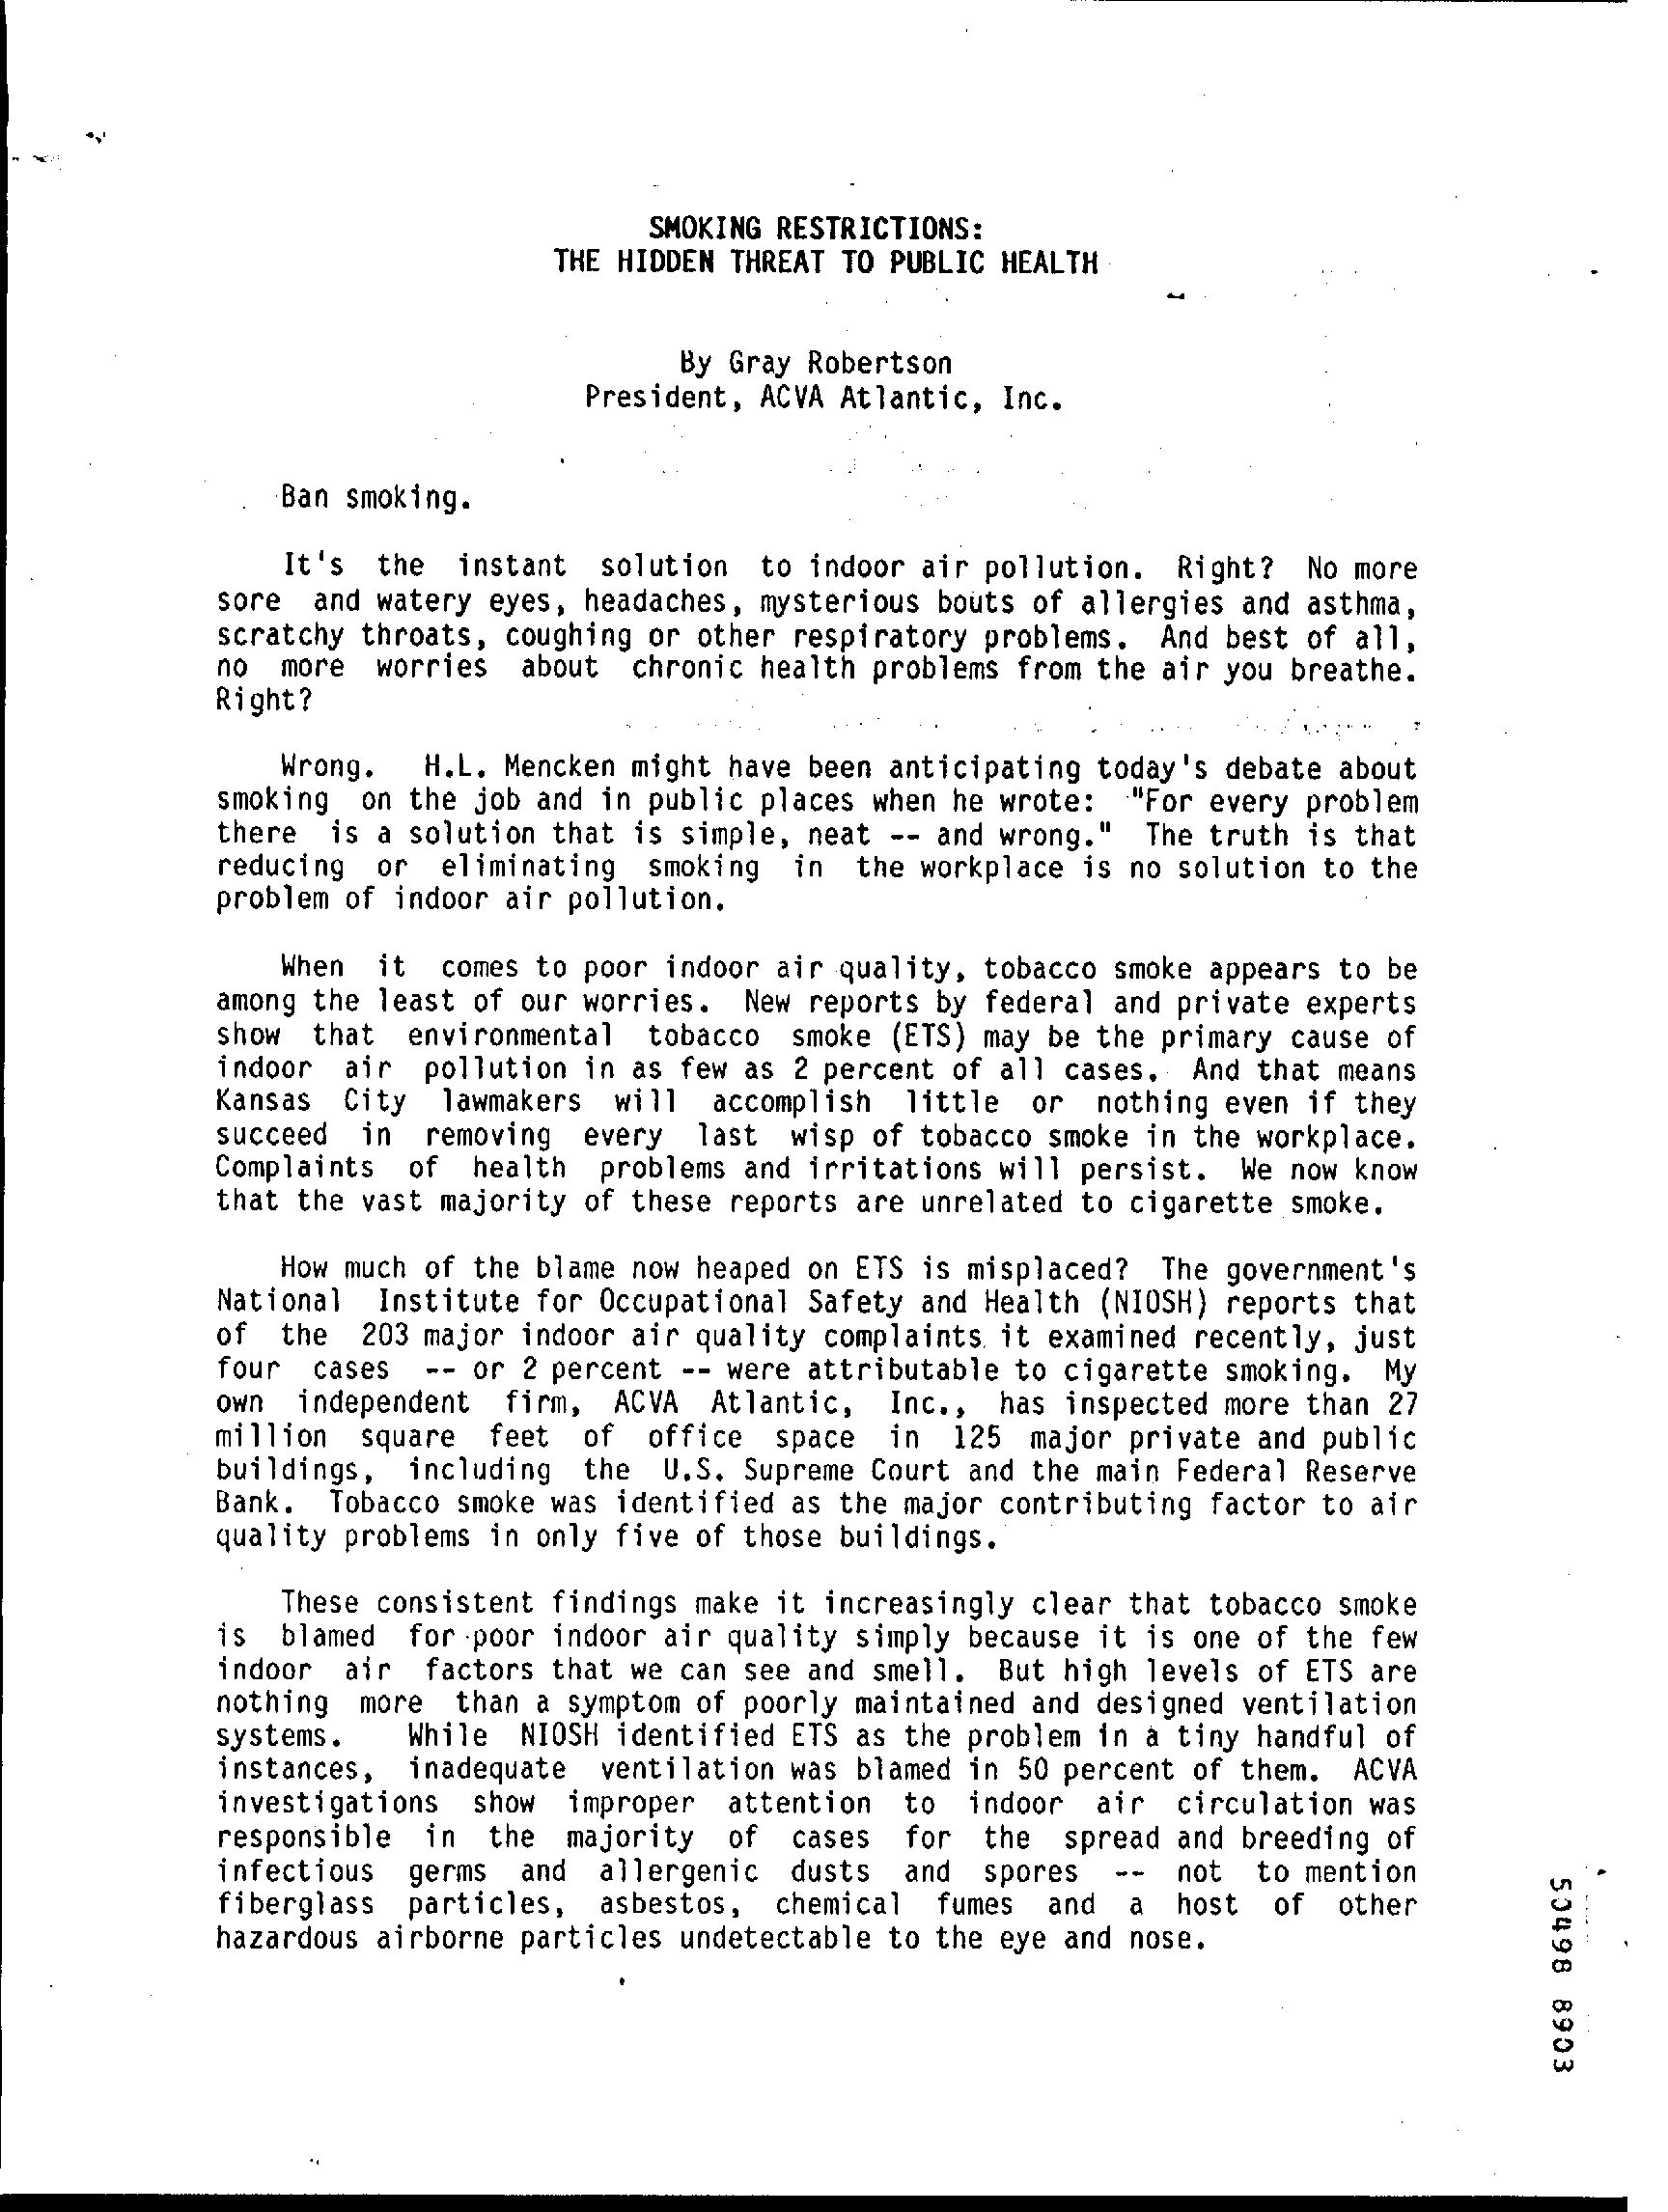 SMOKING RESTRICTIONS:
THE HIDDEN THREAT TO PUBLIC HEALTH
By Gray Robertson
President, ACVA Atlantic, Inc.
Ban smoking.
It's the instant solution to indoor air pollution. Right? No more
sore and watery eyes, headaches, mysterious bouts of allergies and asthma,
scratchy throats, coughing or other respiratory problems. And best of all,
no more worries about chronic health problems from the air you breathe.
Right?
Wrong. H.L. Mencken might have been anticipating today's debate about
smoking on the job and in public places when he wrote: "For every problem
there is a solution that is simple, neat -- and wrong." The truth is that
reducing or eliminating smoking in the workplace is no solution to the
problem of indoor air pollution.
When it comes to poor indoor air quality, tobacco smoke appears to be
among the least of our worries. New reports by federal and private experts
show that environmental tobacco smoke (ETS) may be the primary cause of
indoor air pollution in as few as 2 percent of all cases. And that means
Kansas City lawmakers will accomplish little or nothing even if they
succeed in removing every last wisp of tobacco smoke in the workplace.
Complaints of health problems and irritations will persist. We now know
that the vast majority of these reports are unrelated to cigarette smoke.
How much of the blame now heaped on ETS is misplaced? The government's
National Institute for Occupational Safety and Health (NIOSH) reports that
of the 203 major indoor air quality complaints it examined recently, just
four cases -- or 2 percent -- were attributable to cigarette smoking. My
own independent firm, ACVA Atlantic, Inc., has inspected more than 27
million square feet of office space in 125 major private and public
buildings, including the U.S. Supreme Court and the main Federal Reserve
Bank. Tobacco smoke was identified as the major contributing factor to air
quality problems in only five of those buildings.
These consistent findings make it increasingly clear that tobacco smoke
is blamed for poor indoor air quality simply because it is one of the few
indoor air factors that we can see and smell. But high levels of ETS are
nothing more than a symptom of poorly maintained and designed ventilation
systems. While NIOSH identified ETS as the problem in a tiny handful of
instances, inadequate ventilation was blamed in 50 percent of them. ACVA
investigations show improper attention to indoor air circulation was
responsible in the majority of cases for the spread and breeding of
infectious germs and allergenic dusts and spores -- not to mention
fiberglass particles, asbestos, chemical fumes and a host of other
hazardous airborne particles undetectable to the eye and nose.
50498 8903